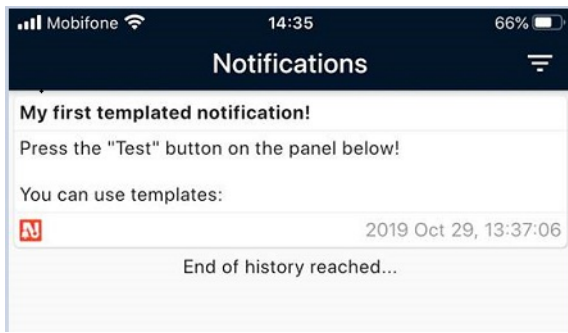 Mobifone 14:35 66%
Notifications
My first templated notification!
Press the "Test" button on the panel below!
You can use templates:
2019 Oct 29, 13:37:06
End of history reached...